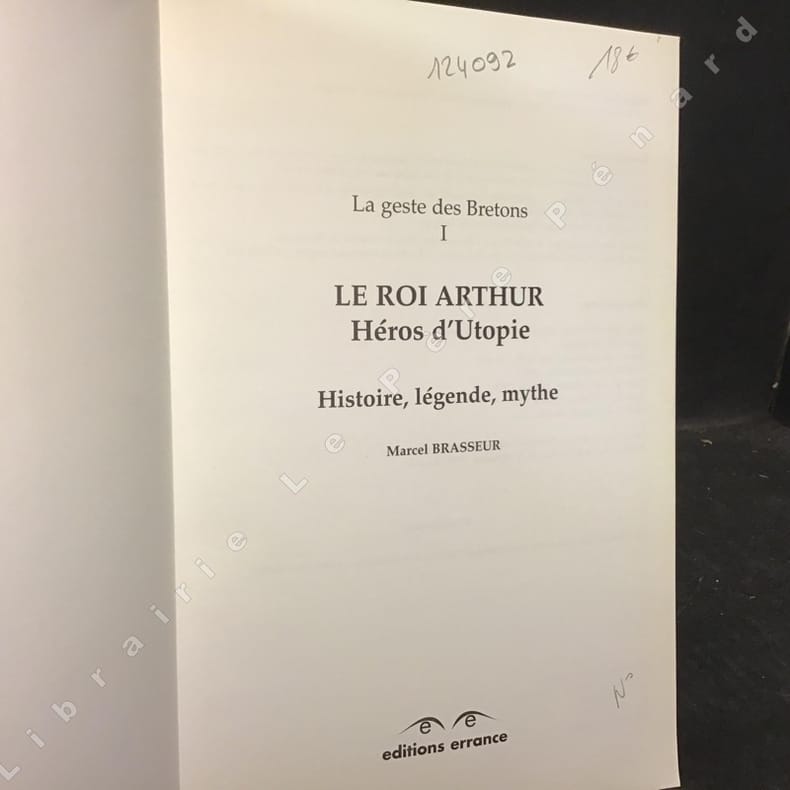 124092
18€
La geste des Bretons
I
LE ROI ARTHUR
Héros d'Utopie
Histoire, légende, mythe
Marcel BRASSEUR
e e
editions errance
Librairie Le Père Pénard